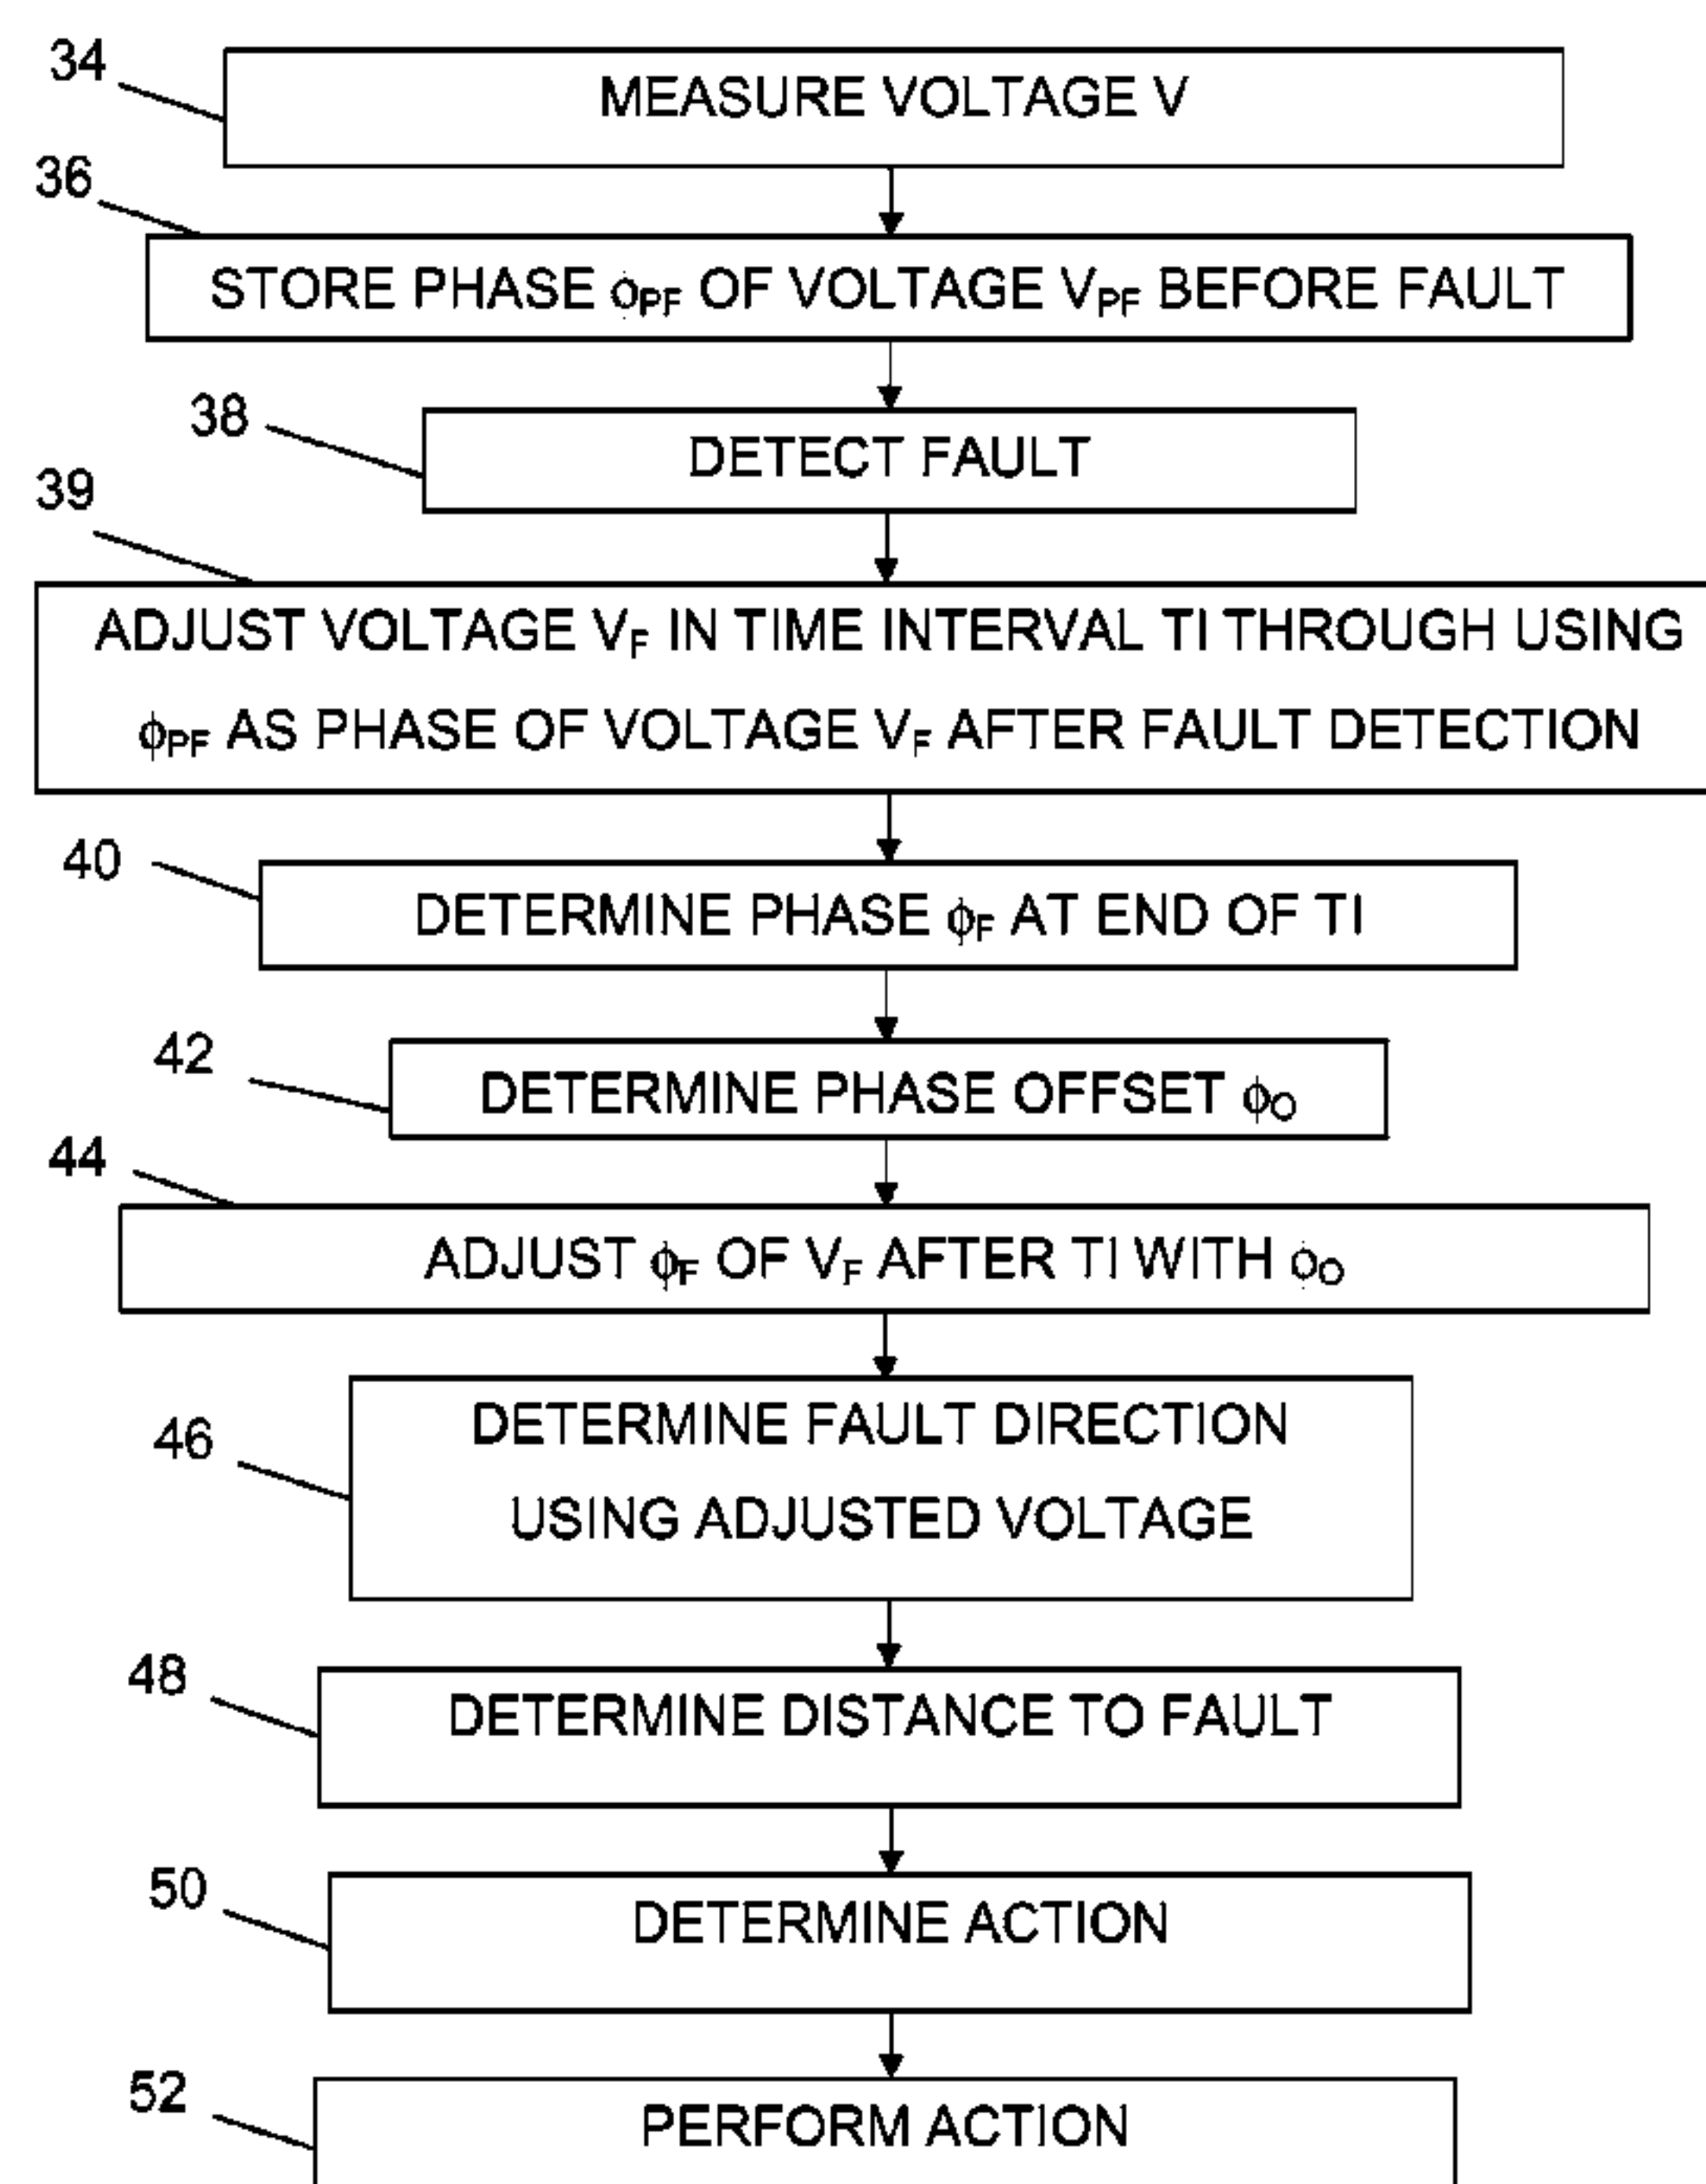 34
MEASURE VOLTAGE V
36
STORE PHASE ϕPF OF VOLTAGE VPF BEFORE FAULT
38
DETECT FAULT
39
ADJUST VOLTAGE VF IN TIME INTERVAL TI THROUGH USING
ϕPF AS PHASE OF VOLTAGE VF AFTER FAULT DETECTION
40
DETERMINE PHASE ϕF AT END OF TI
42
DETERMINE PHASE OFFSET ϕO
44
ADJUST ϕF OF VF AFTER TI WITH ϕO
46
DETERMINE FAULT DIRECTION
USING ADJUSTED VOLTAGE
48
DETERMINE DISTANCE TO FAULT
50
DETERMINE ACTION
52
PERFORM ACTION